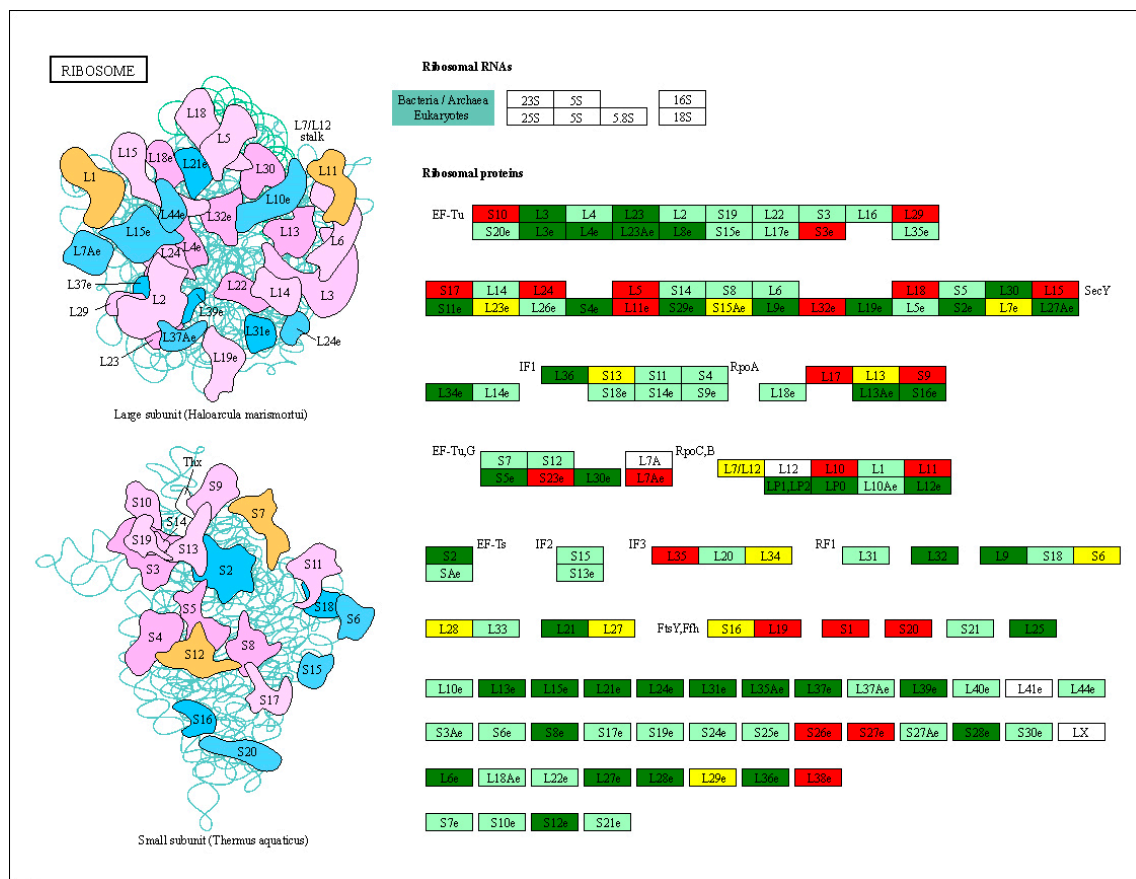 RIBOSOME
Ribosomal RNAs
Bacteria / Archaea 23S 5S 16S
Eukaryotes 25S 5S 5.8S 18S
L18
L5
L7/L12
stalk
L15
L18e
L21e
L30
L11
L1
L10e
L44e
L32e
L15e
L13
L6
L7Ae
L24
L4e
L37e
L2
L22
L14
L3
L29
L39e
L37Ae
L31e
L24e
L23
L19e
Large subunit (Haloarcula marismortui)
Thx
S9
S10
S7
S14
S19
S13
S3
S2
S11
S5
S18
S6
S4
S12
S8
S15
S17
S16
S20
Small subunit (Thermus aquaticus)
Ribosomal proteins
EF-Tu S10 L3 L4 L23 L2 S19 L22 S3 L16 L29
S20e L3e L4e L23Ae L8e S15e L17e S3e L35e
S17 L14 L24 L5 S14 S8 L6 L18 S5 L30 L15 SecY
S11e L23e L26e S4e L11e S29e S15Ae L9e L32e L19e L5e S2e L7e L27Ae
IF1 L36 S13 S11 S4 RpoA L17 L13 S9
L34e L14e S18e S14e S9e L18e L13Ae S16e
EF-Tu,G S7 S12 L7A RpoC,B L7/L12 L12 L10 L1 L11
S5e S23e L30e L7Ae LP1,LP2 LP0 L10Ae L12e
S2 EF-Ts IF2 S15 IF3 L35 L20 L34 RF1 L31 L32 L9 S18 S6
SAe S13e
L28 L33 L21 L27 FtsY,Ffh S16 L19 S1 S20 S21 L25
L10e L13e L15e L21e L24e L31e L35Ae L37e L37Ae L39e L40e L41e L44e
S3Ae S6e S8e S17e S19e S24e S25e S26e S27e S27Ae S28e S30e LX
L6e L18Ae L22e L27e L28e L29e L36e L38e
S7e S10e S12e S21e